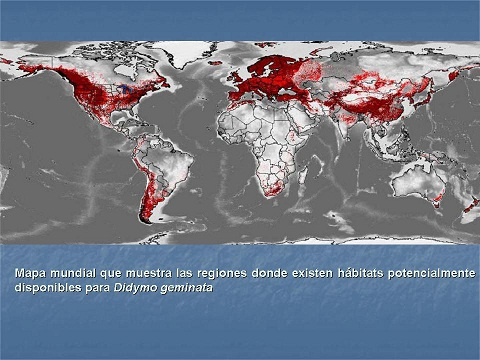 Mapa mundial que muestra las regiones donde existen hábitats potencialmente
disponibles para Didymo geminata